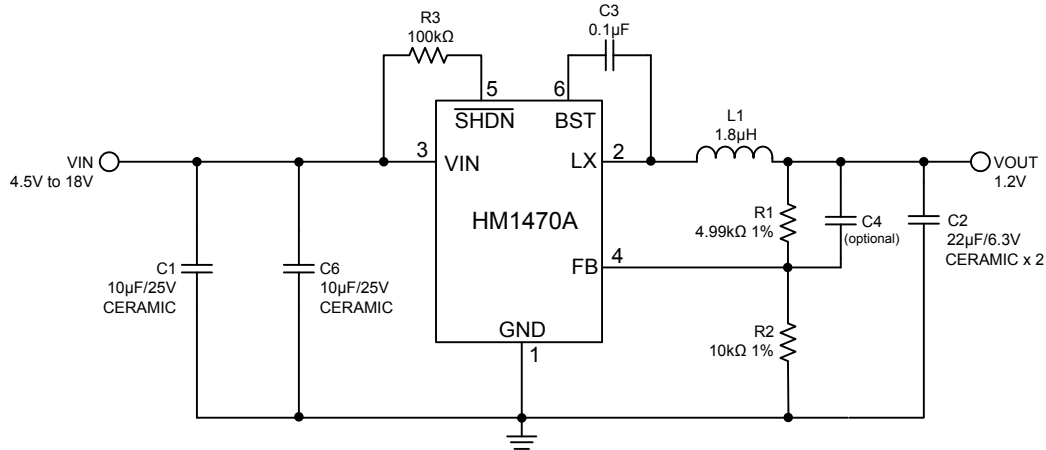 R3
100kΩ
C3
0.1µF
5
6
SHDN
BST
L1
1.8µH
VIN
4.5V to 18V
3
VIN
LX
2
VOUT
1.2V
HM1470A
R1
4.99kΩ 1%
C4
(optional)
C2
22µF/6.3V
CERAMIC x 2
FB
4
C1
10µF/25V
CERAMIC
C6
10µF/25V
CERAMIC
GND
1
R2
10kΩ 1%